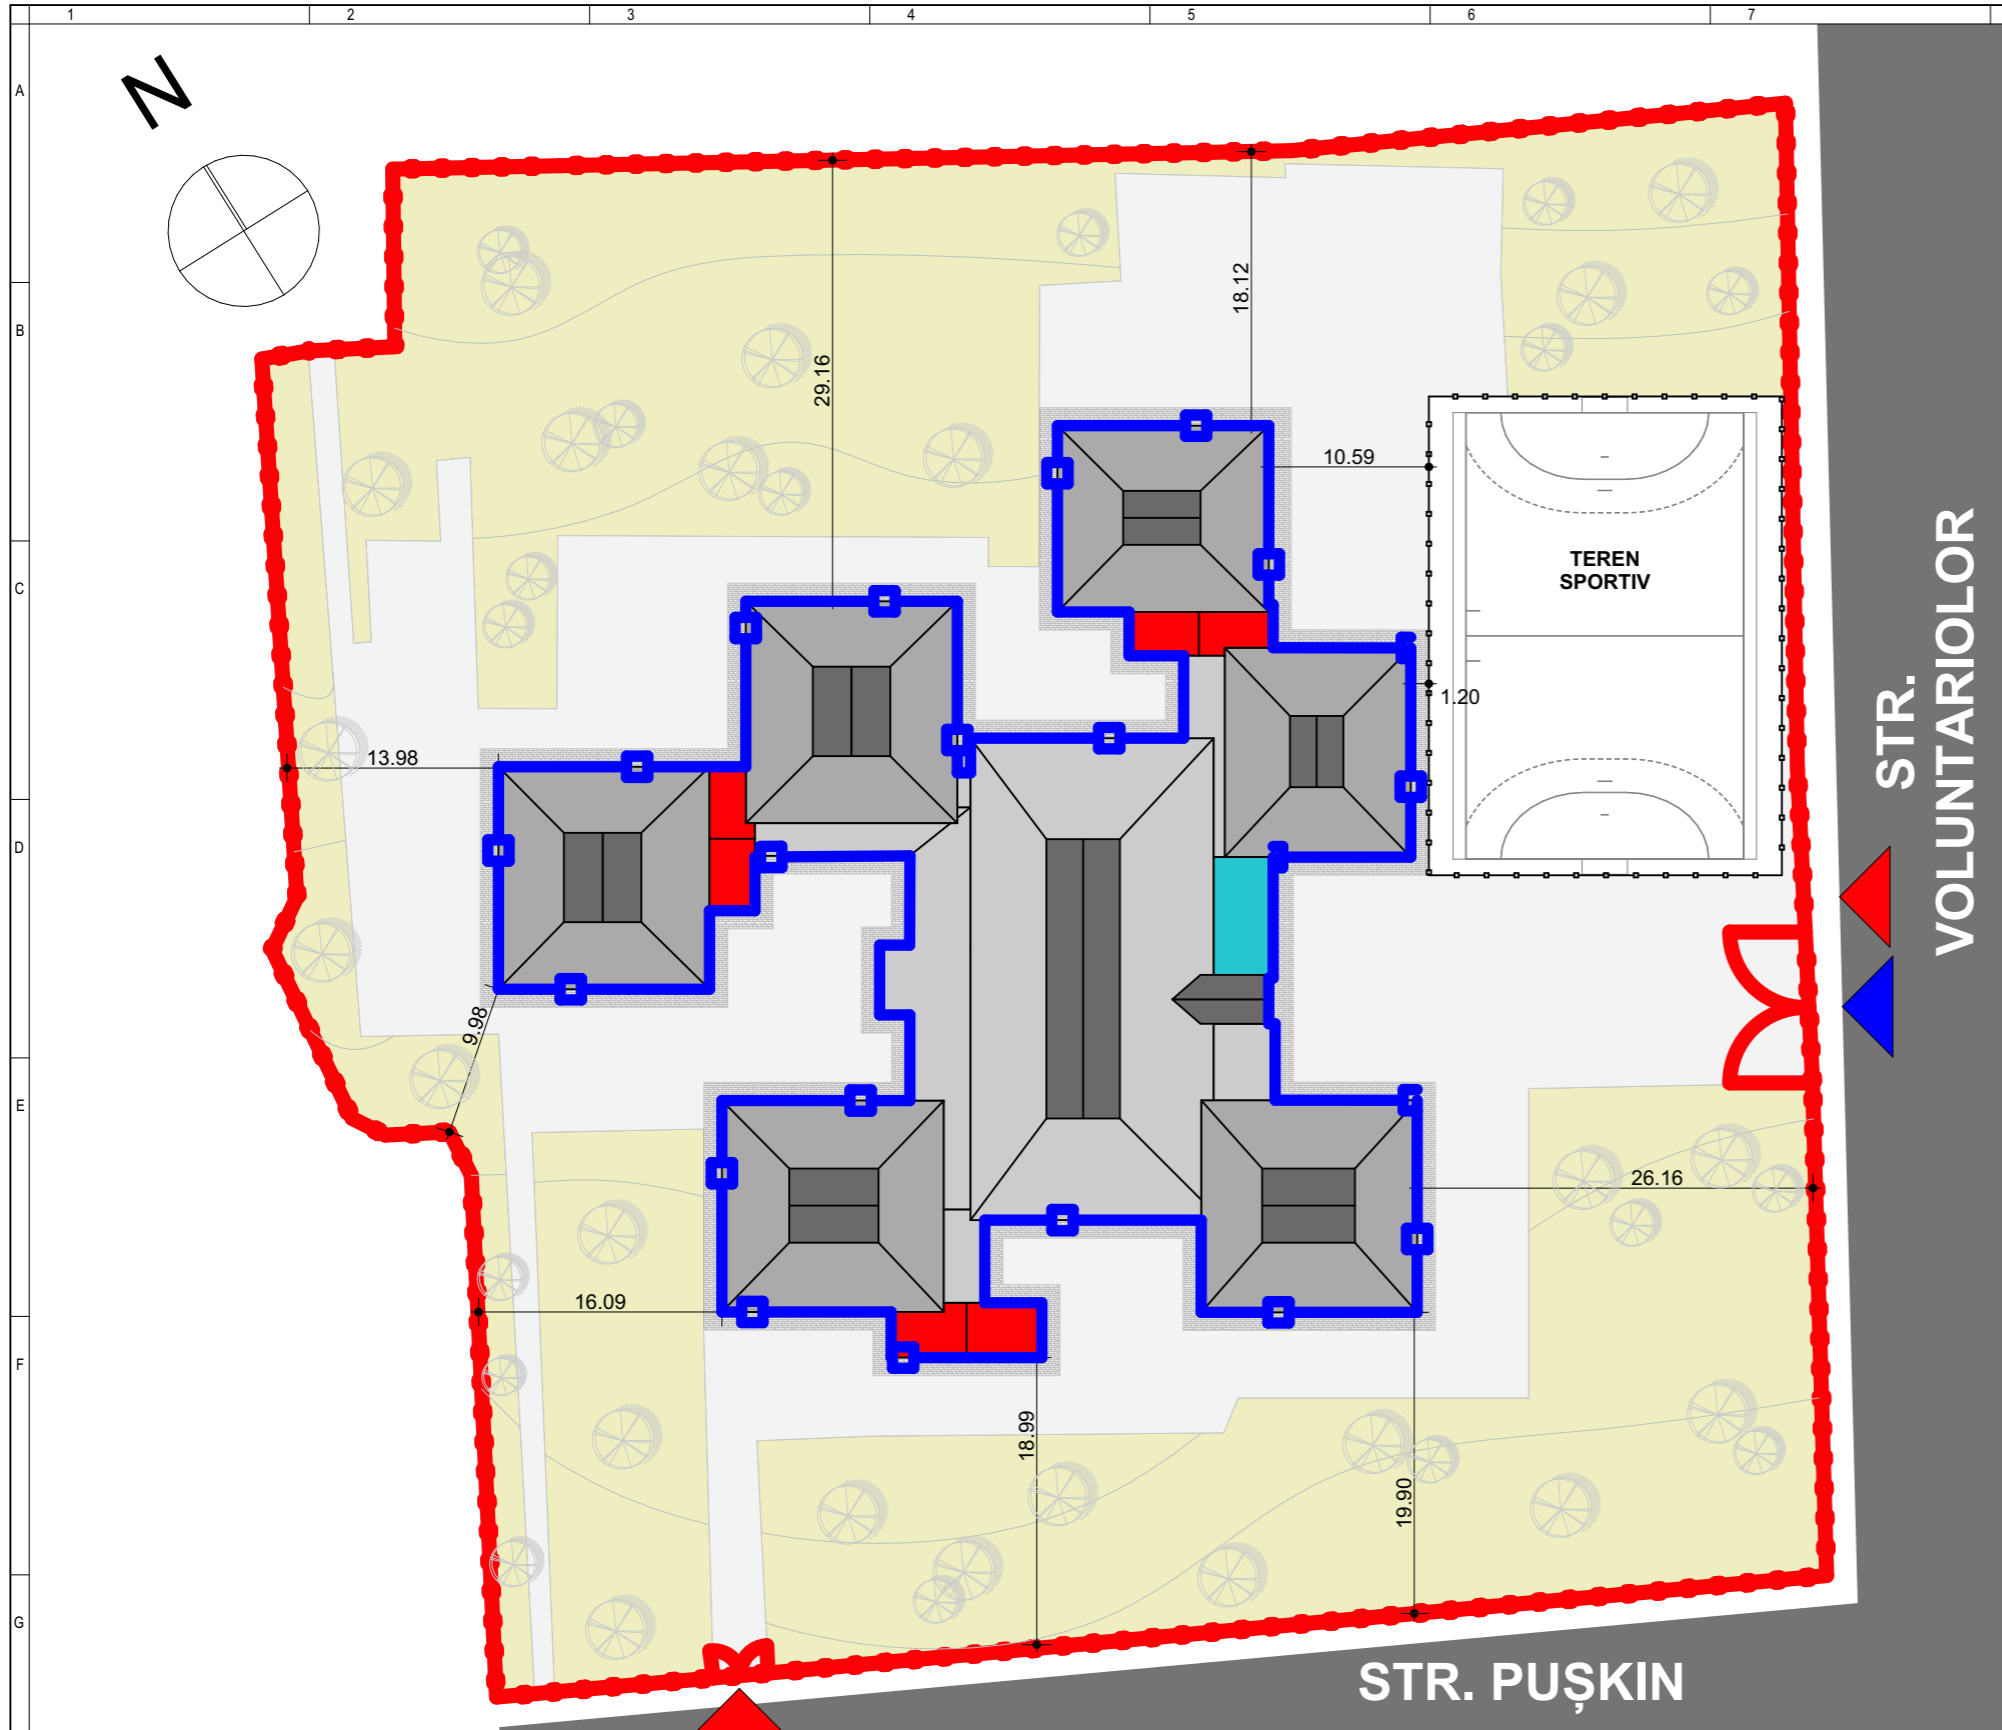 1 2 3 4 5 6 7
A
N
B
18.12
29.16
10.59
C
TEREN
SPORTIV
STR.
VOLUNTARIOLOR
1.20
13.98
D
9.98
E
26.16
16.09
F
18.99
19.90
G
STR. PUȘKIN